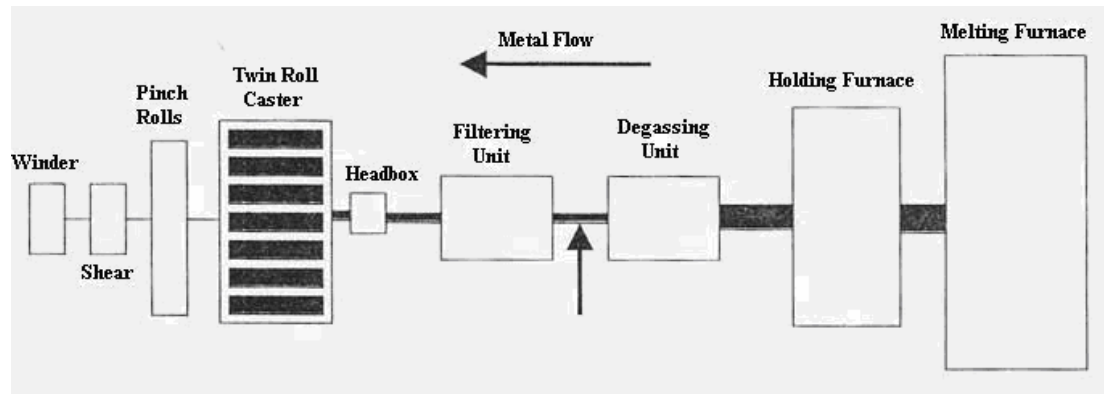 Melting Furnace
Metal Flow
Holding Furnace
Twin Roll
Caster
Pinch
Rolls
Filtering
Unit
Degassing
Unit
Winder
Headbox
Shear